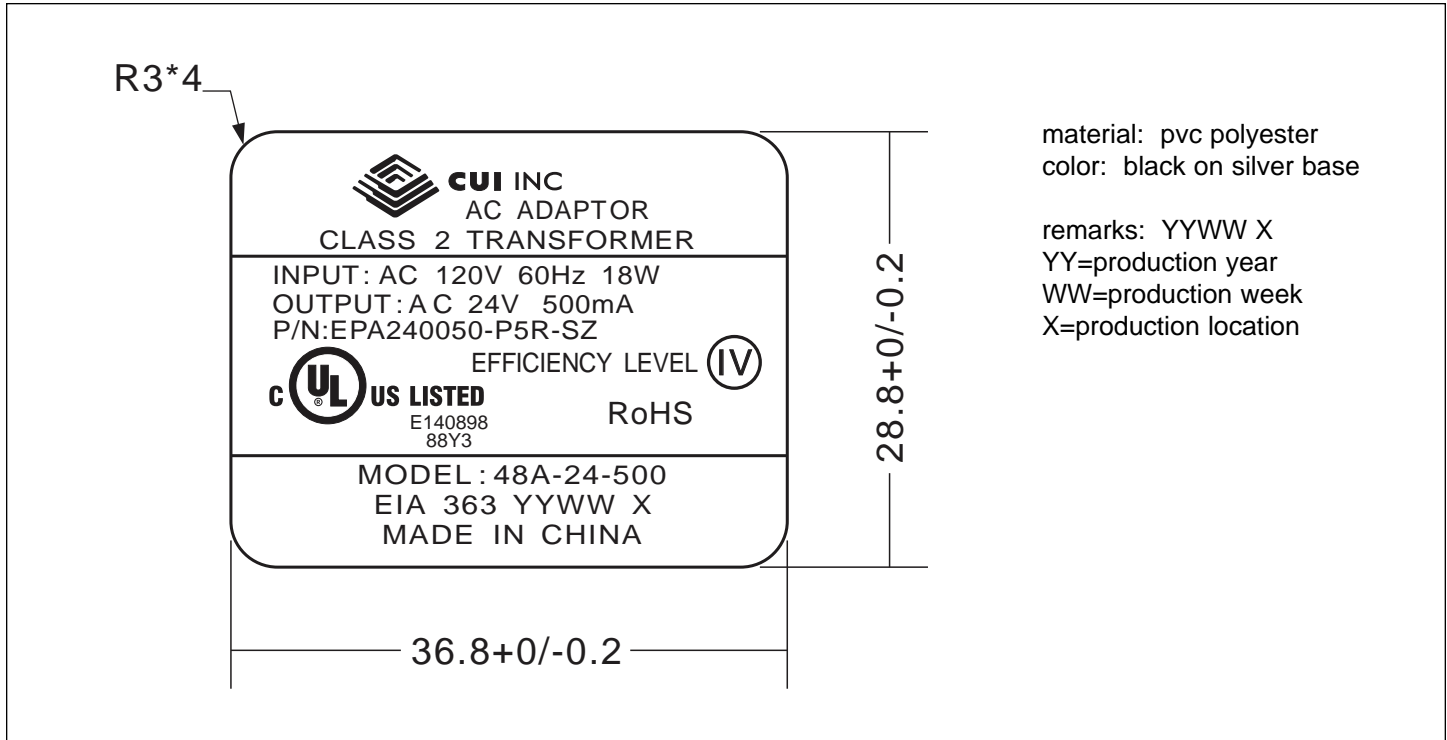 R3*4
CUI INC
AC ADAPTOR
CLASS 2 TRANSFORMER
INPUT: AC 120V 60Hz 18W
OUTPUT: AC 24V 500mA
P/N:EPA240050-P5R-SZ
EFFICIENCY LEVEL IV
C UL® US LISTED
E140898
88Y3
RoHS
MODEL: 48A-24-500
EIA 363 YYWW X
MADE IN CHINA
28.8+0/-0.2
36.8+0/-0.2
material: pvc polyester
color: black on silver base
remarks: YYWW X
YY=production year
WW=production week
X=production location